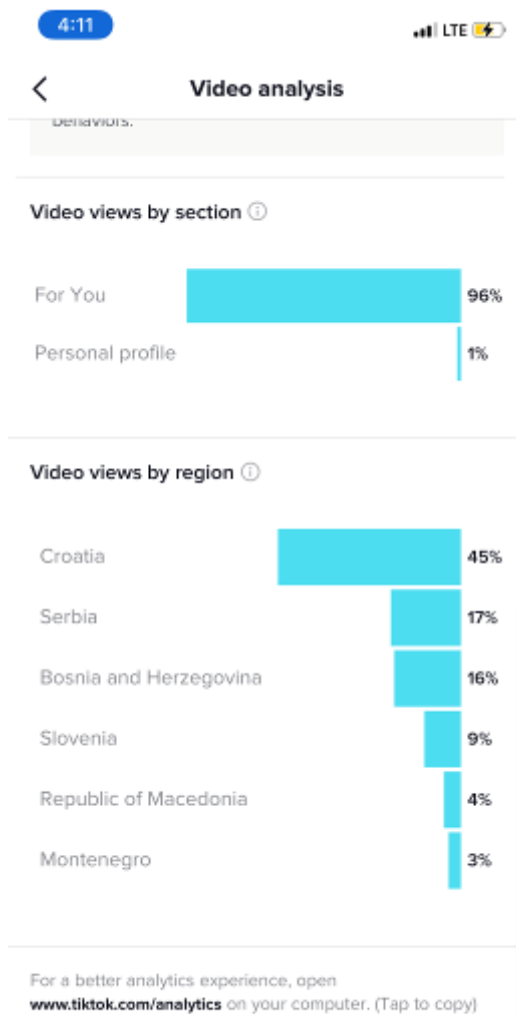 4:11
LTE
Video analysis
behaviors.
Video views by section
For You 96%
Personal profile 1%
Video views by region
Croatia 45%
Serbia 17%
Bosnia and Herzegovina 16%
Slovenia 9%
Republic of Macedonia 4%
Montenegro 3%
For a better analytics experience, open
www.tiktok.com/analytics on your computer. (Tap to copy)